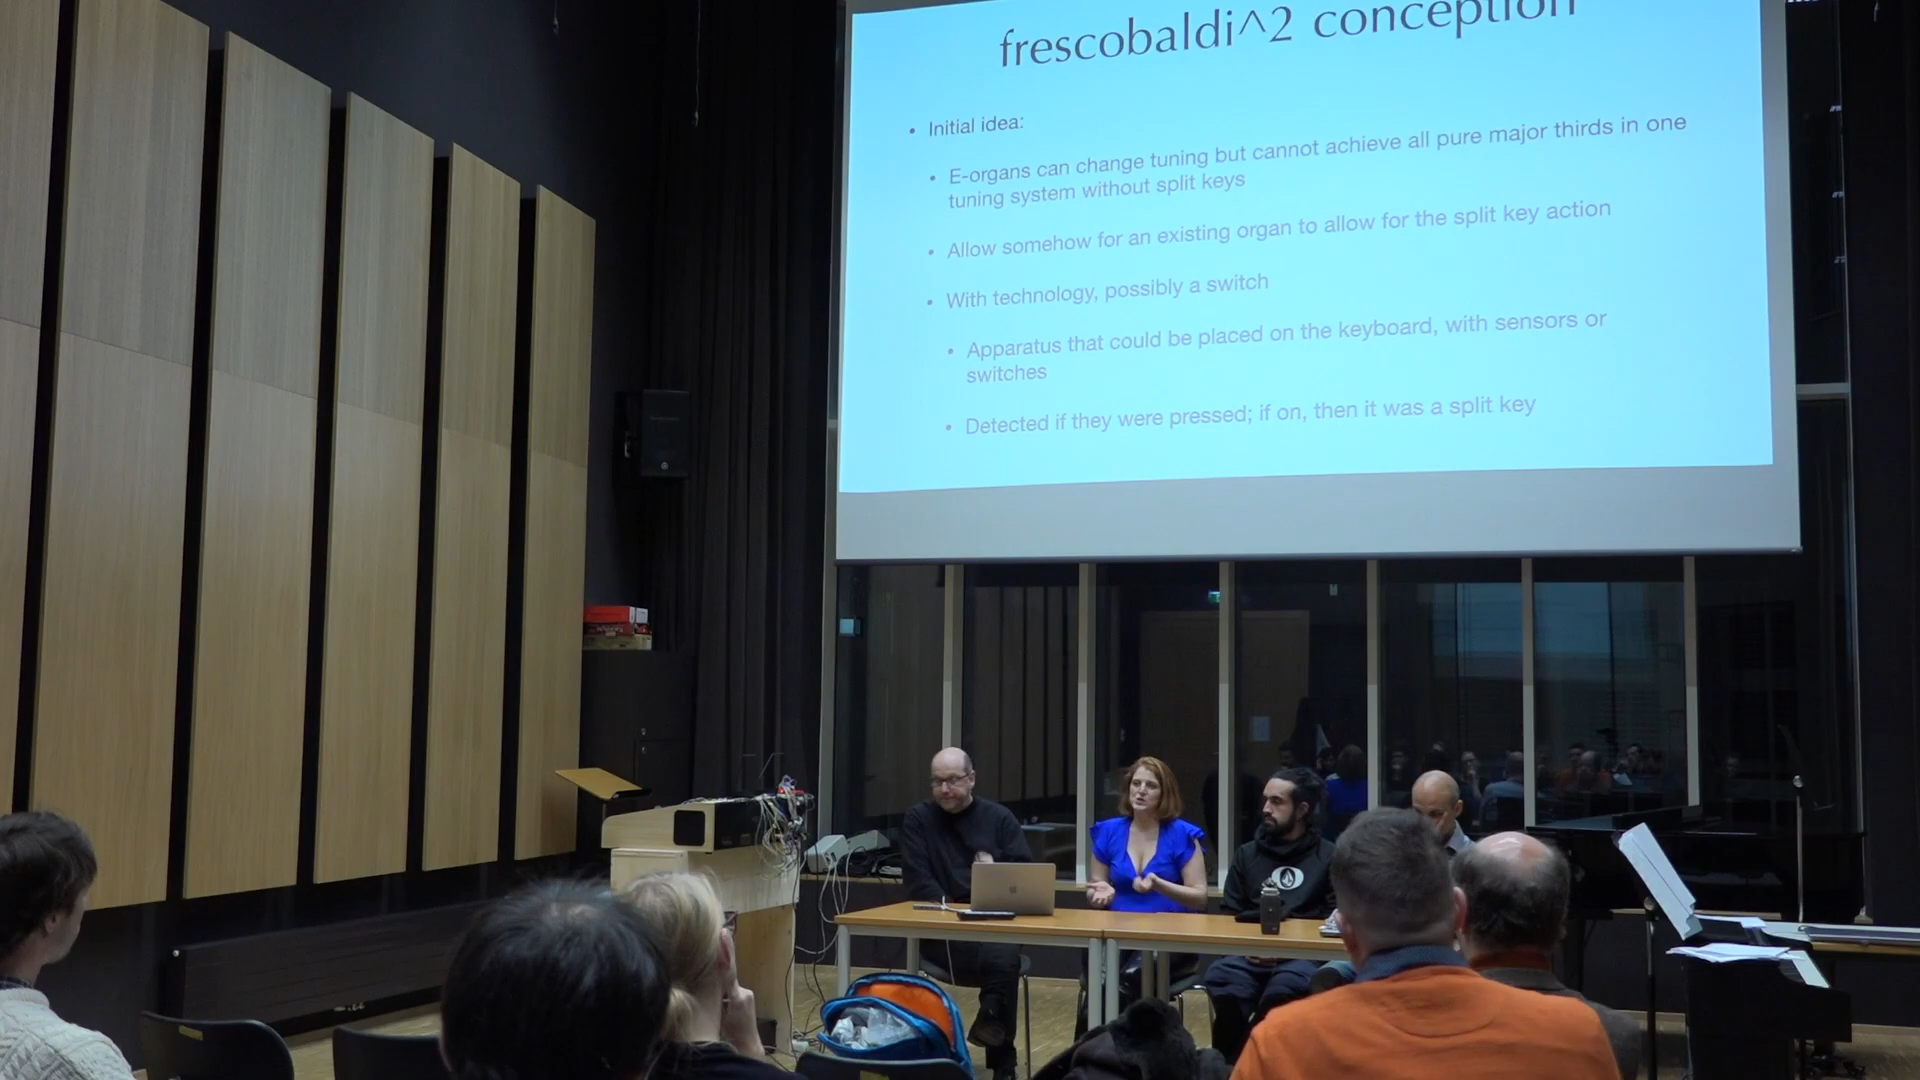 frescobaldi^2 conception
• Initial idea:
• E-organs can change tuning but cannot achieve all pure major thirds in one
tuning system without split keys
• Allow somehow for an existing organ to allow for the split key action
• With technology, possibly a switch
• Apparatus that could be placed on the keyboard, with sensors or
switches
• Detected if they were pressed; if on, then it was a split key